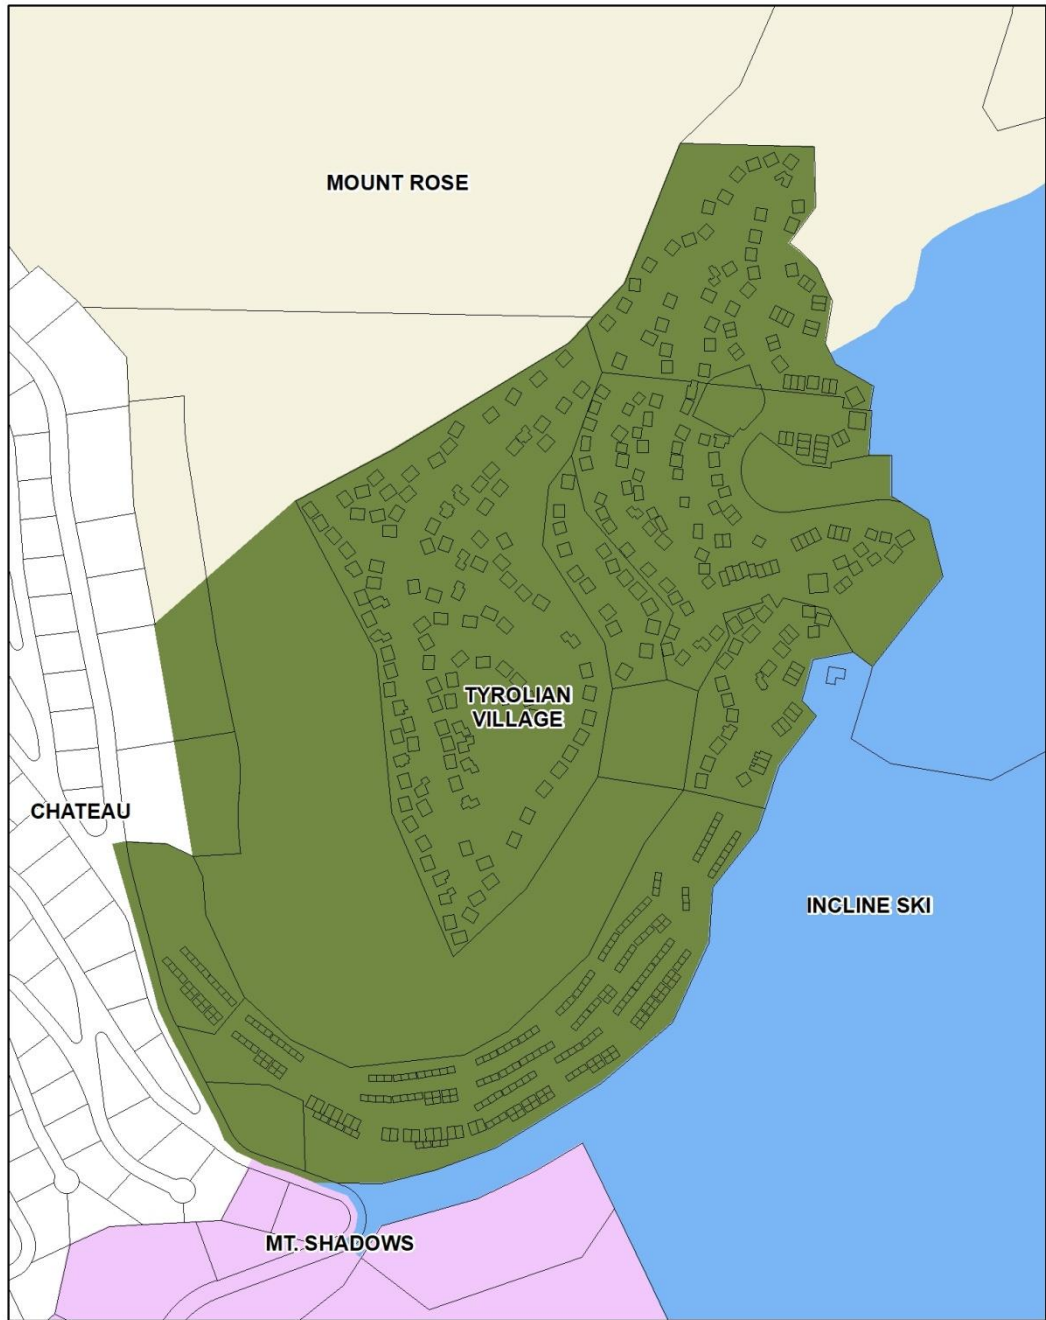 MOUNT ROSE
TYROLIAN
VILLAGE
CHATEAU
INCLINE SKI
MT. SHADOWS